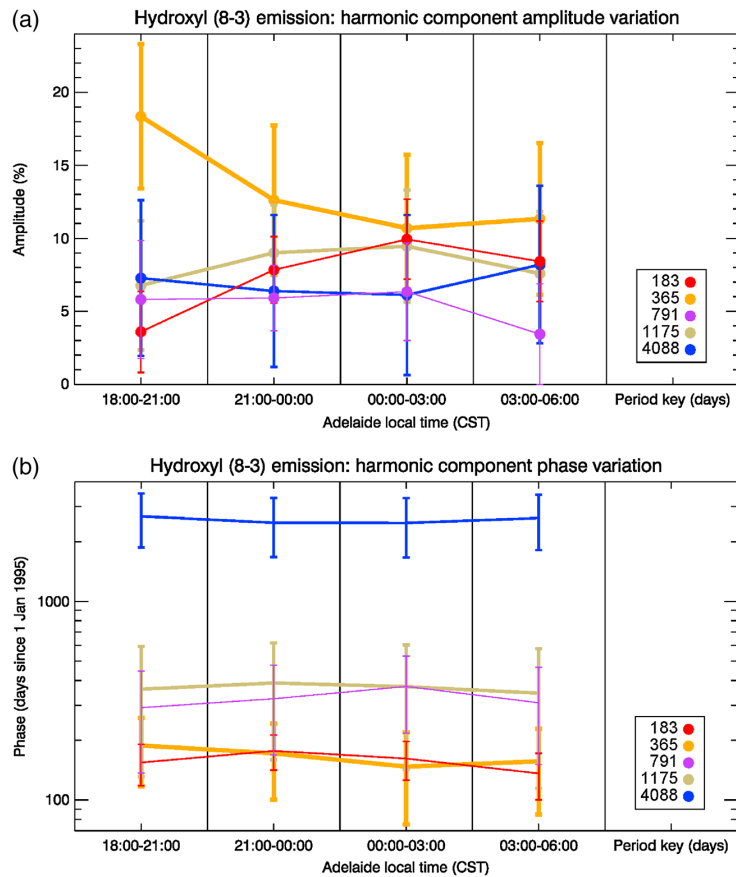 (a)
Hydroxyl (8-3) emission: harmonic component amplitude variation
20
15
10
5
0
Amplitude (%)
183
365
791
1175
4088
18:00-21:00 21:00-00:00 00:00-03:00 03:00-06:00 Period key (days)
Adelaide local time (CST)
(b)
Hydroxyl (8-3) emission: harmonic component phase variation
1000
100
Phase (days since 1 Jan 1995)
183
365
791
1175
4088
18:00-21:00 21:00-00:00 00:00-03:00 03:00-06:00 Period key (days)
Adelaide local time (CST)